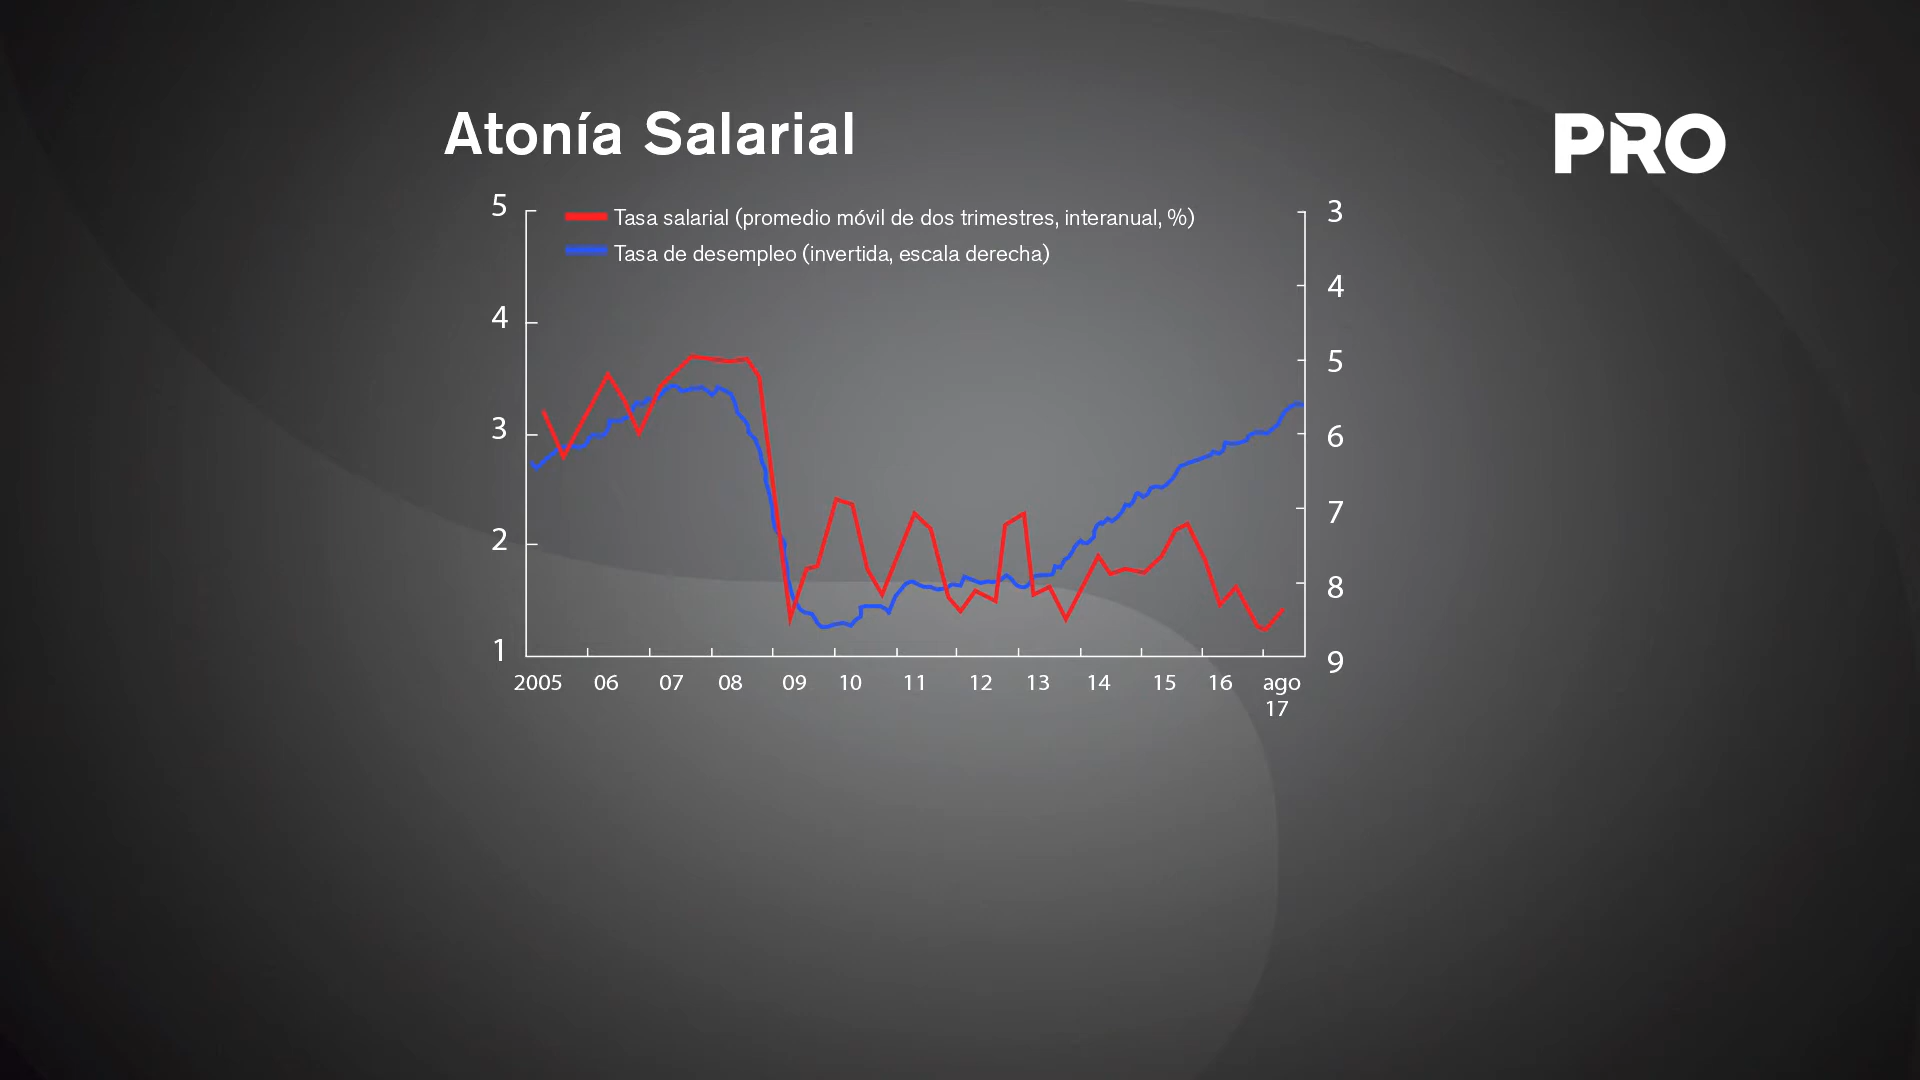 Atonía Salarial
PRO
Tasa salarial (promedio móvil de dos trimestres, interanual, %)
Tasa de desempleo (invertida, escala derecha)
5
4
3
2
1
3
4
5
6
7
8
9
2005 06 07 08 09 10 11 12 13 14 15 16 ago
17